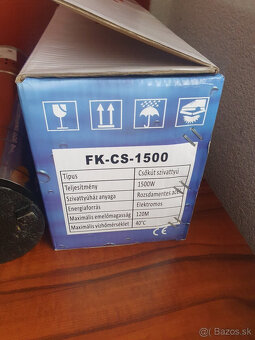 FK-CS-1500
Típus Csőkút szivattyú
Teljesítmény 1500W
Szivattyúház anyaga Rozsdamentes acél
Energiaforrás Elektromos
Maximális emelőmagasság 120M
Maximális vízhőmérséklet 40°C
CE
© Bazos.sk